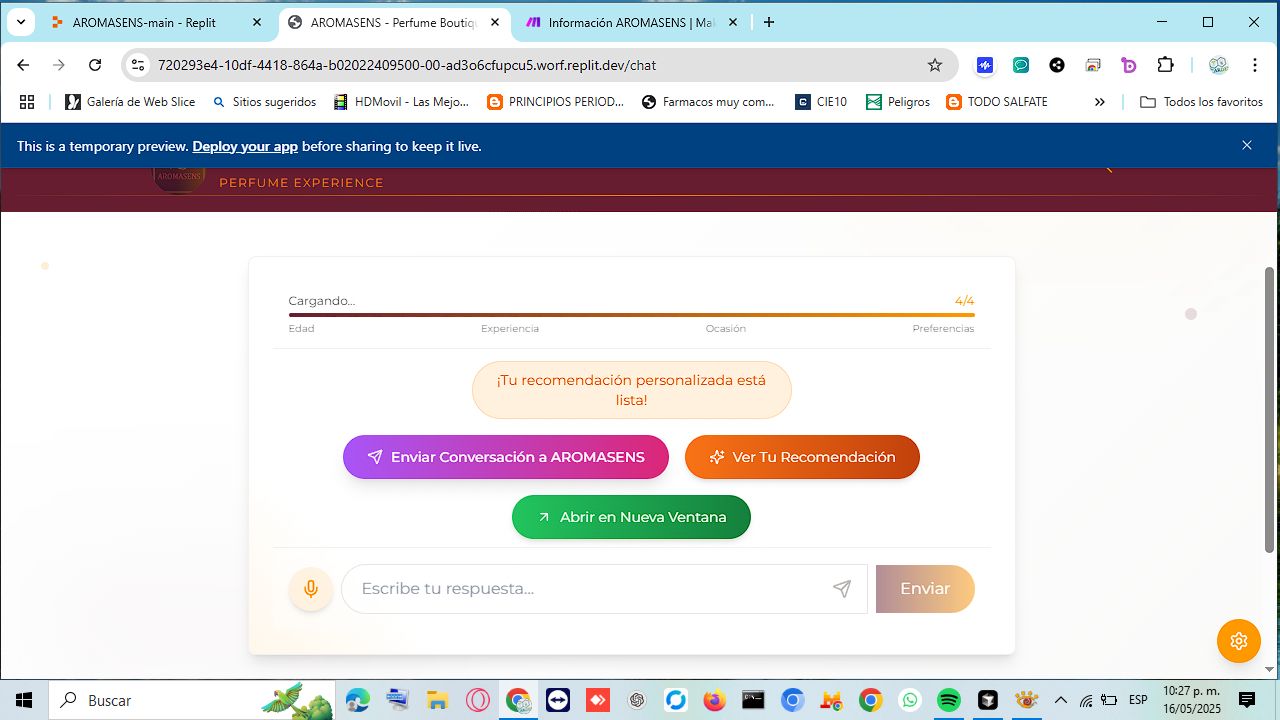 AROMASENS-main - Replit
AROMASENS - Perfume Boutiq
Información AROMASENS | Ma
720293e4-10df-4418-864a-b02022409500-00-ad3o6cfupcu5.worf.replit.dev/chat
Galería de Web Slice
Sitios sugeridos
HDMovil - Las Mejo...
PRINCIPIOS PERIOD...
Farmacos muy com...
CIE10
Peligros
TODO SALFATE
Todos los favoritos
This is a temporary preview. Deploy your app before sharing to keep it live.
AROMASENS
PERFUME EXPERIENCE
Cargando...
4/4
Edad
Experiencia
Ocasión
Preferencias
¡Tu recomendación personalizada está
lista!
Enviar Conversación a AROMASENS
Ver Tu Recomendación
Abrir en Nueva Ventana
Escribe tu respuesta...
Enviar
Buscar
ESP
10:27 p. m.
16/05/2025